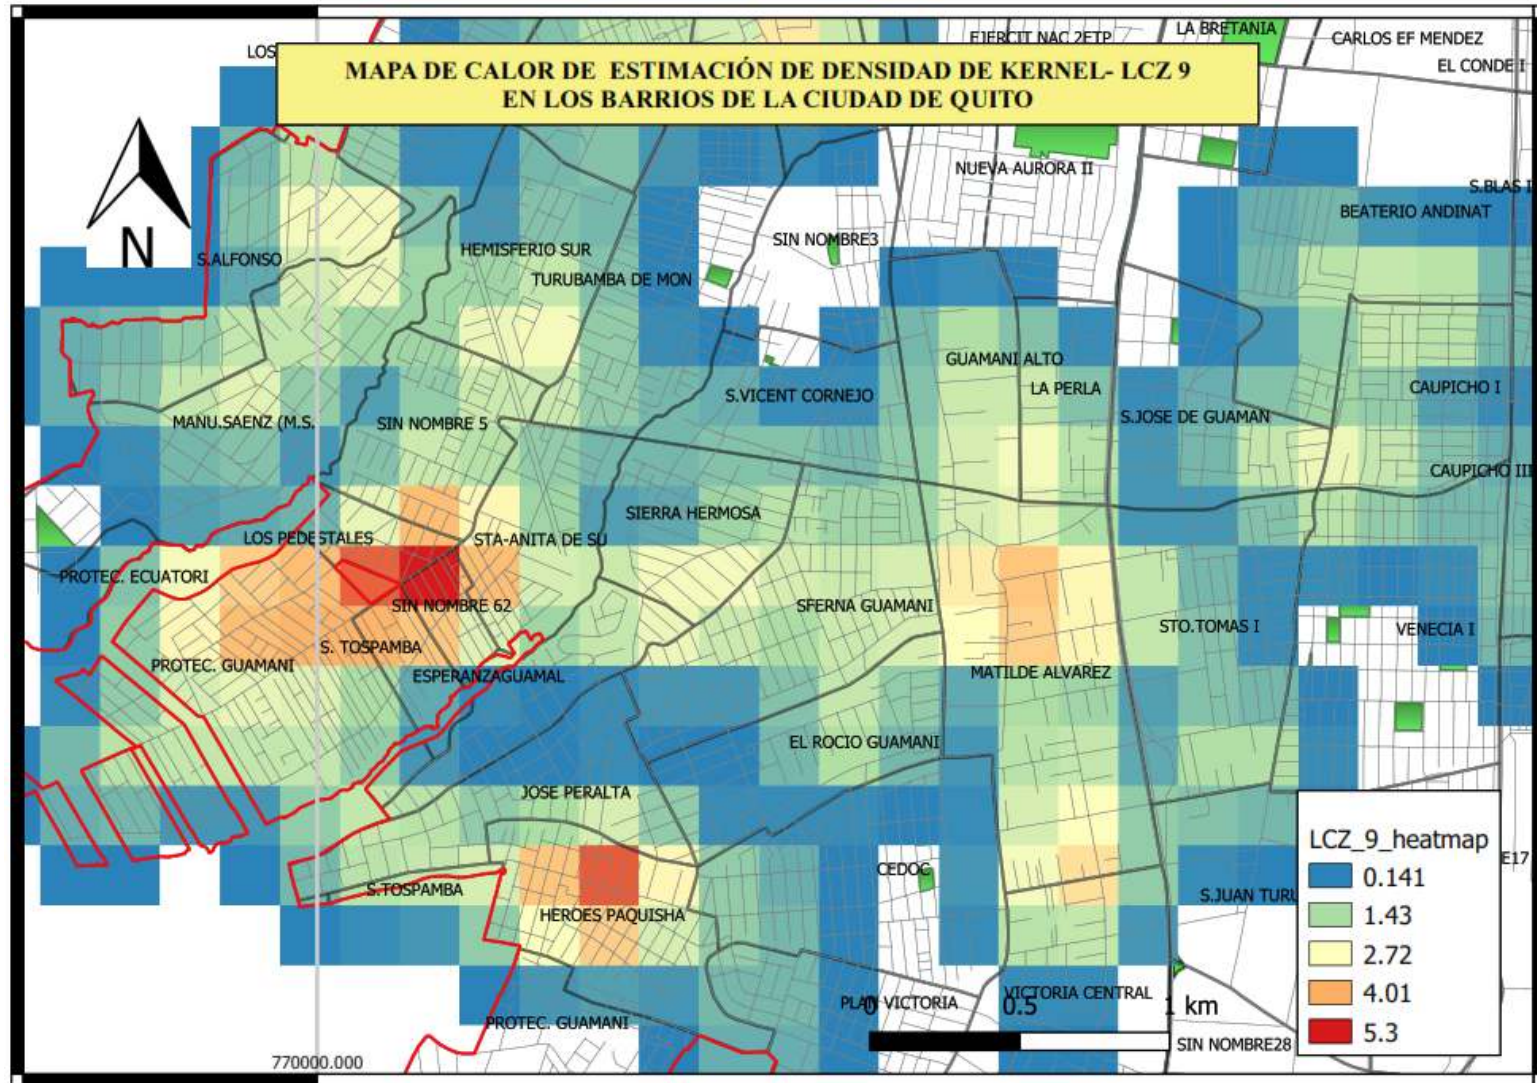 EJERCIT NAC 2ETP
LA BRETANIA
CARLOS EF MENDEZ
LOS
EL CONDE I
MAPA DE CALOR DE ESTIMACIÓN DE DENSIDAD DE KERNEL- LCZ 9
EN LOS BARRIOS DE LA CIUDAD DE QUITO
NUEVA AURORA II
S.BLAS I
BEATERIO ANDINAT
N
S.ALFONSO
HEMISFERIO SUR
SIN NOMBRE3
TURUBAMBA DE MON
GUAMANI ALTO
LA PERLA
CAUPICHO I
S.VICENT CORNEJO
MANU.SAENZ (M.S.
SIN NOMBRE 5
S.JOSE DE GUAMAN
CAUPICHO III
SIERRA HERMOSA
LOS PEDESTALES
STA-ANITA DE SU
PROTEC. ECUATORI
SIN NOMBRE 62
SFERNA GUAMANI
STO.TOMAS I
VENECIA I
S. TOSPAMBA
PROTEC. GUAMANI
ESPERANZAGUAMAL
MATILDE ALVAREZ
EL ROCIO GUAMANI
JOSE PERALTA
S.TOSPAMBA
CEDOC
S.JUAN TURU
E17
HEROES PAQUISHA
PLAN VICTORIA
VICTORIA CENTRAL
PROTEC. GUAMANI
SIN NOMBRE28
0 0.5 1 km
770000.000
LCZ_9_heatmap
0.141
1.43
2.72
4.01
5.3